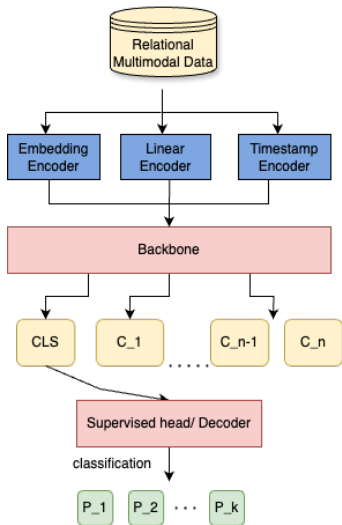 Relational
Multimodal Data
Embedding
Encoder
Linear
Encoder
Timestamp
Encoder
Backbone
CLS
C_1
.....
C_n-1
C_n
Supervised head/ Decoder
classification
P_1
P_2
...
P_k